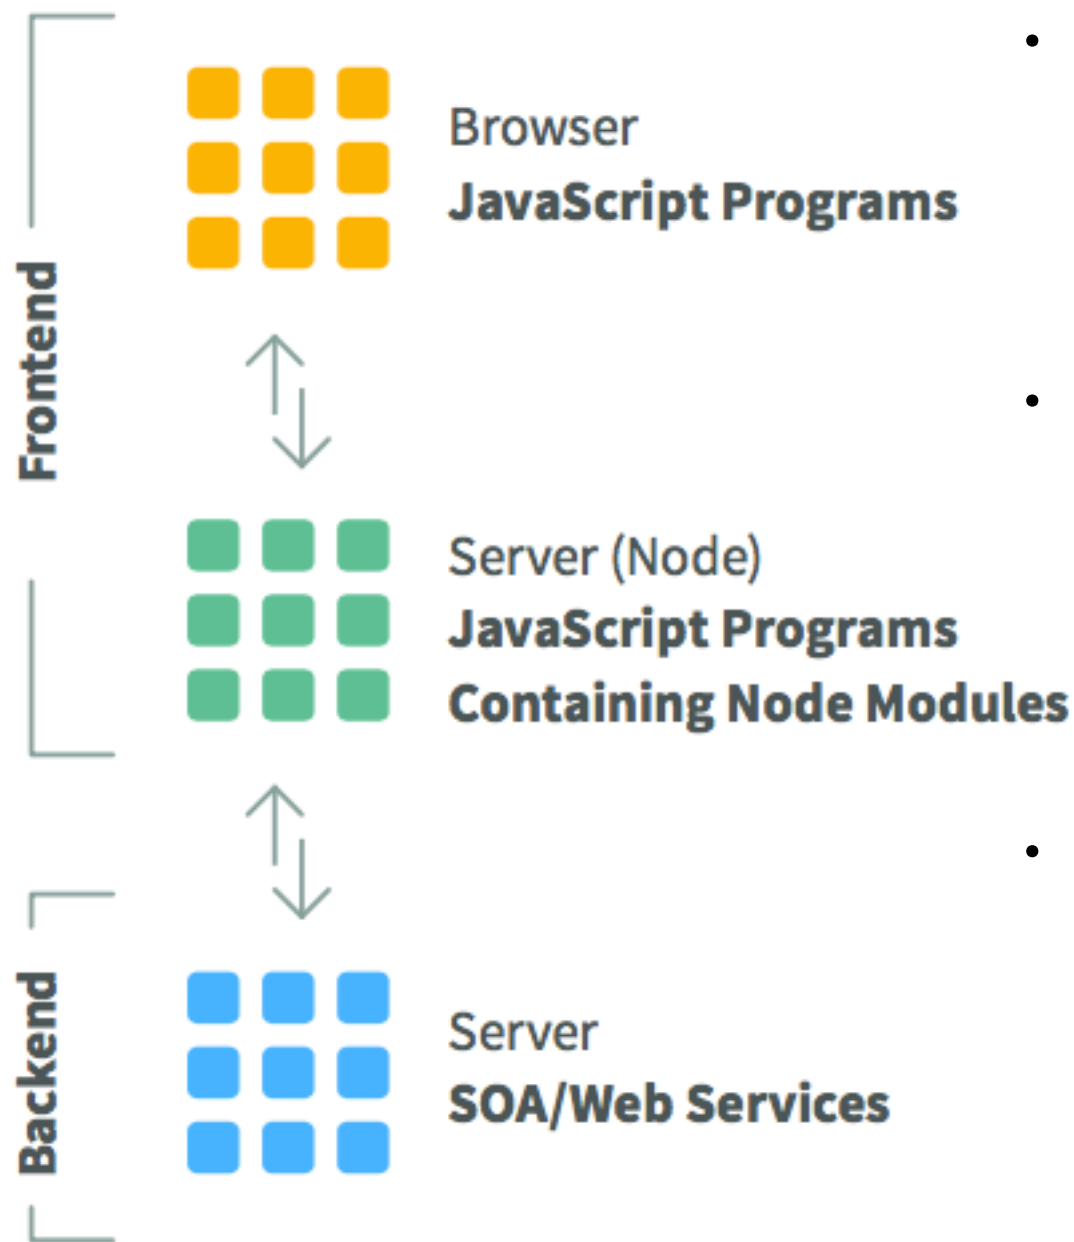 Frontend
Browser
JavaScript Programs
Server (Node)
JavaScript Programs
Containing Node Modules
Backend
Server
SOA/Web Services